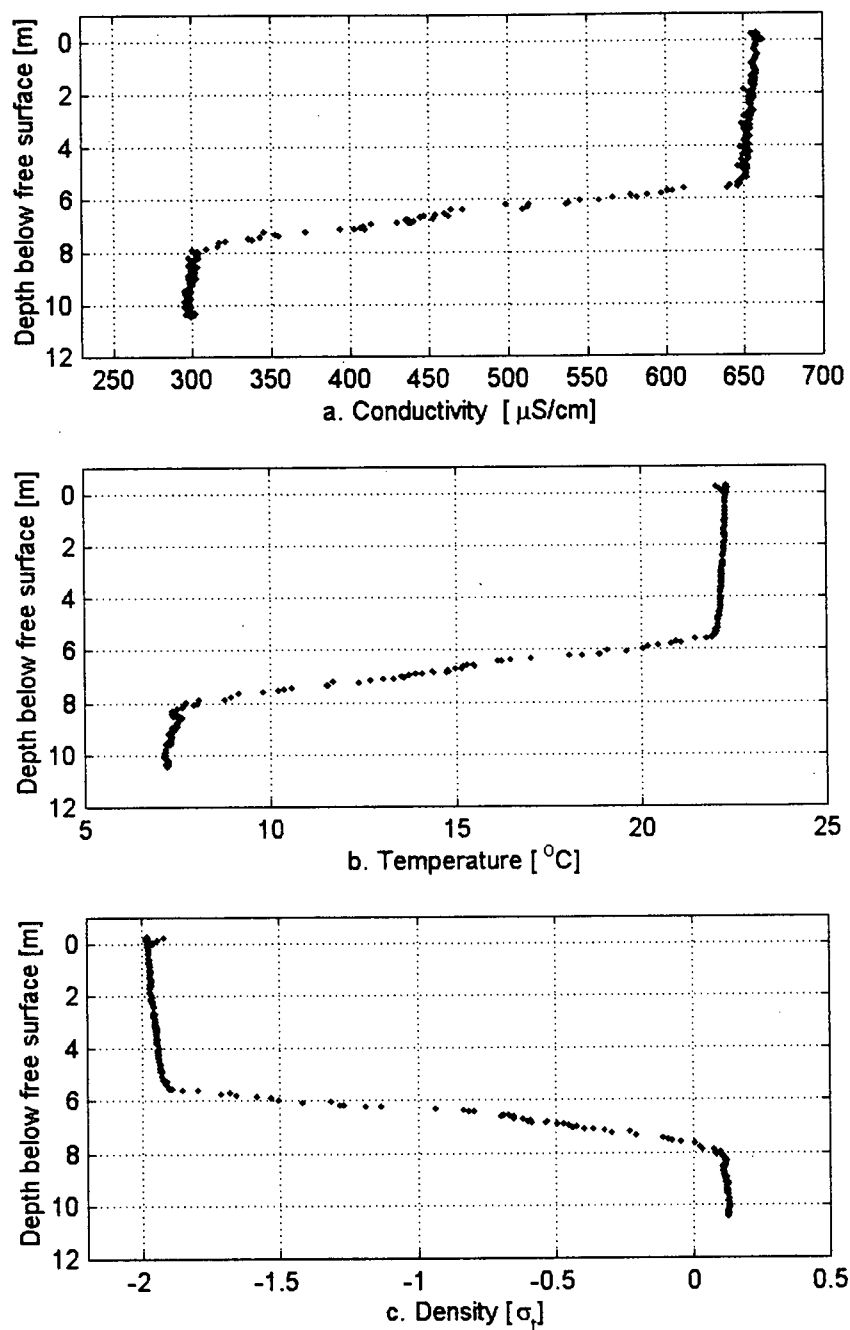 Depth below free surface [m]
0
2
4
6
8
10
12
250 300 350 400 450 500 550 600 650 700
a. Conductivity [ μS/cm]
Depth below free surface [m]
0
2
4
6
8
10
12
5 10 15 20 25
b. Temperature [ °C]
Depth below free surface [m]
0
2
4
6
8
10
12
-2 -1.5 -1 -0.5 0 0.5
c. Density [σt]